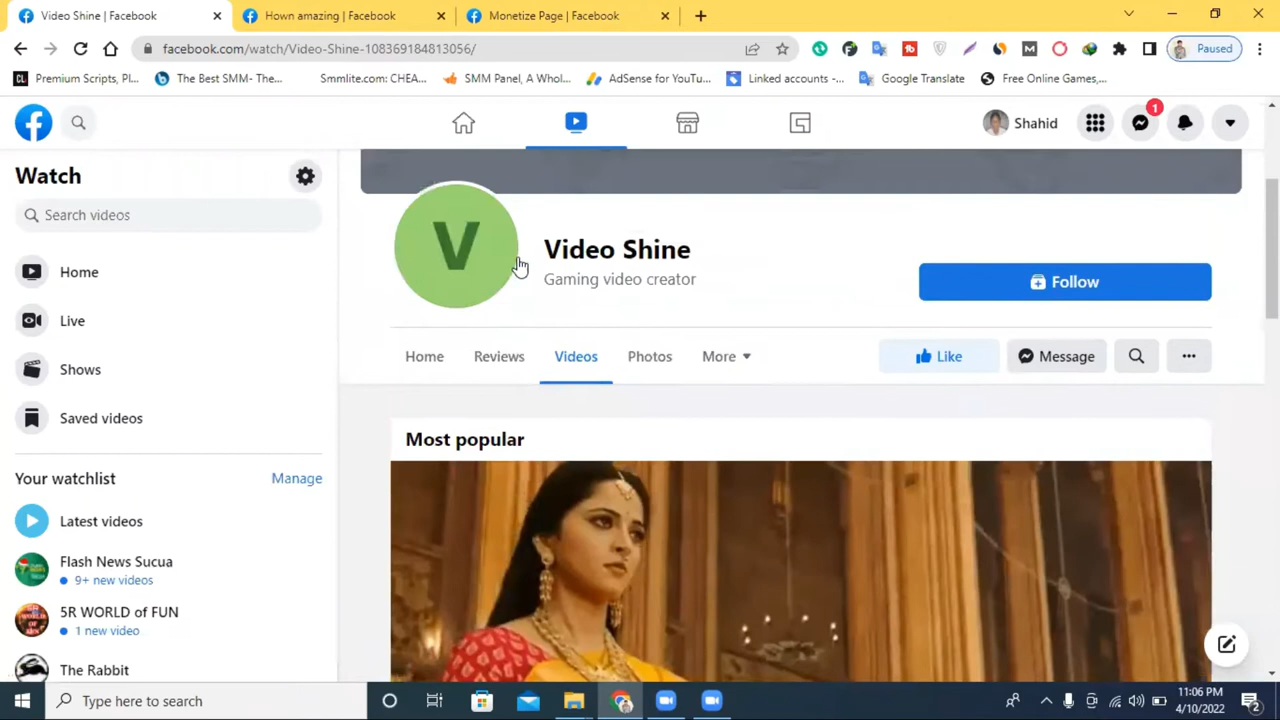 Video Shine | Facebook
Hown amazing | Facebook
Monetize Page | Facebook
facebook.com/watch/Video-Shine-108369184813056/
Paused
Premium Scripts, Pl...
The Best SMM- The...
Smmlite.com: CHEA...
SMM Panel, A Whol...
AdSense for YouTu...
Linked accounts -...
Google Translate
Free Online Games,...
Shahid
1
Watch
Search videos
Home
Live
Shows
Saved videos
Your watchlist
Manage
Latest videos
Flash News Sucua
9+ new videos
5R WORLD of FUN
1 new video
The Rabbit
V
Video Shine
Gaming video creator
Follow
Home
Reviews
Videos
Photos
More
Like
Message
Most popular
Type here to search
11:06 PM
4/10/2022
2